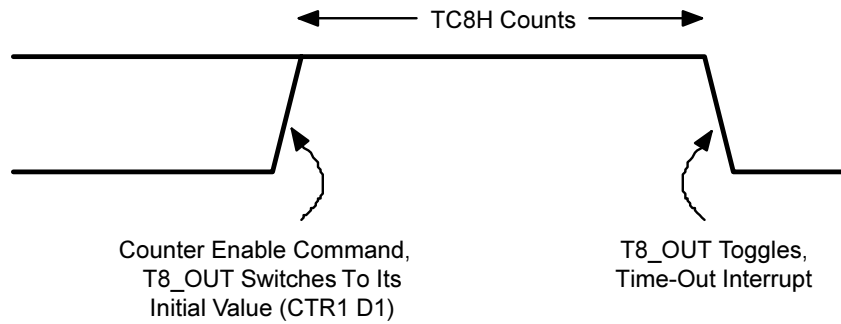 TC8H Counts
Counter Enable Command,
T8_OUT Switches To Its
Initial Value (CTR1 D1)
T8_OUT Toggles,
Time-Out Interrupt